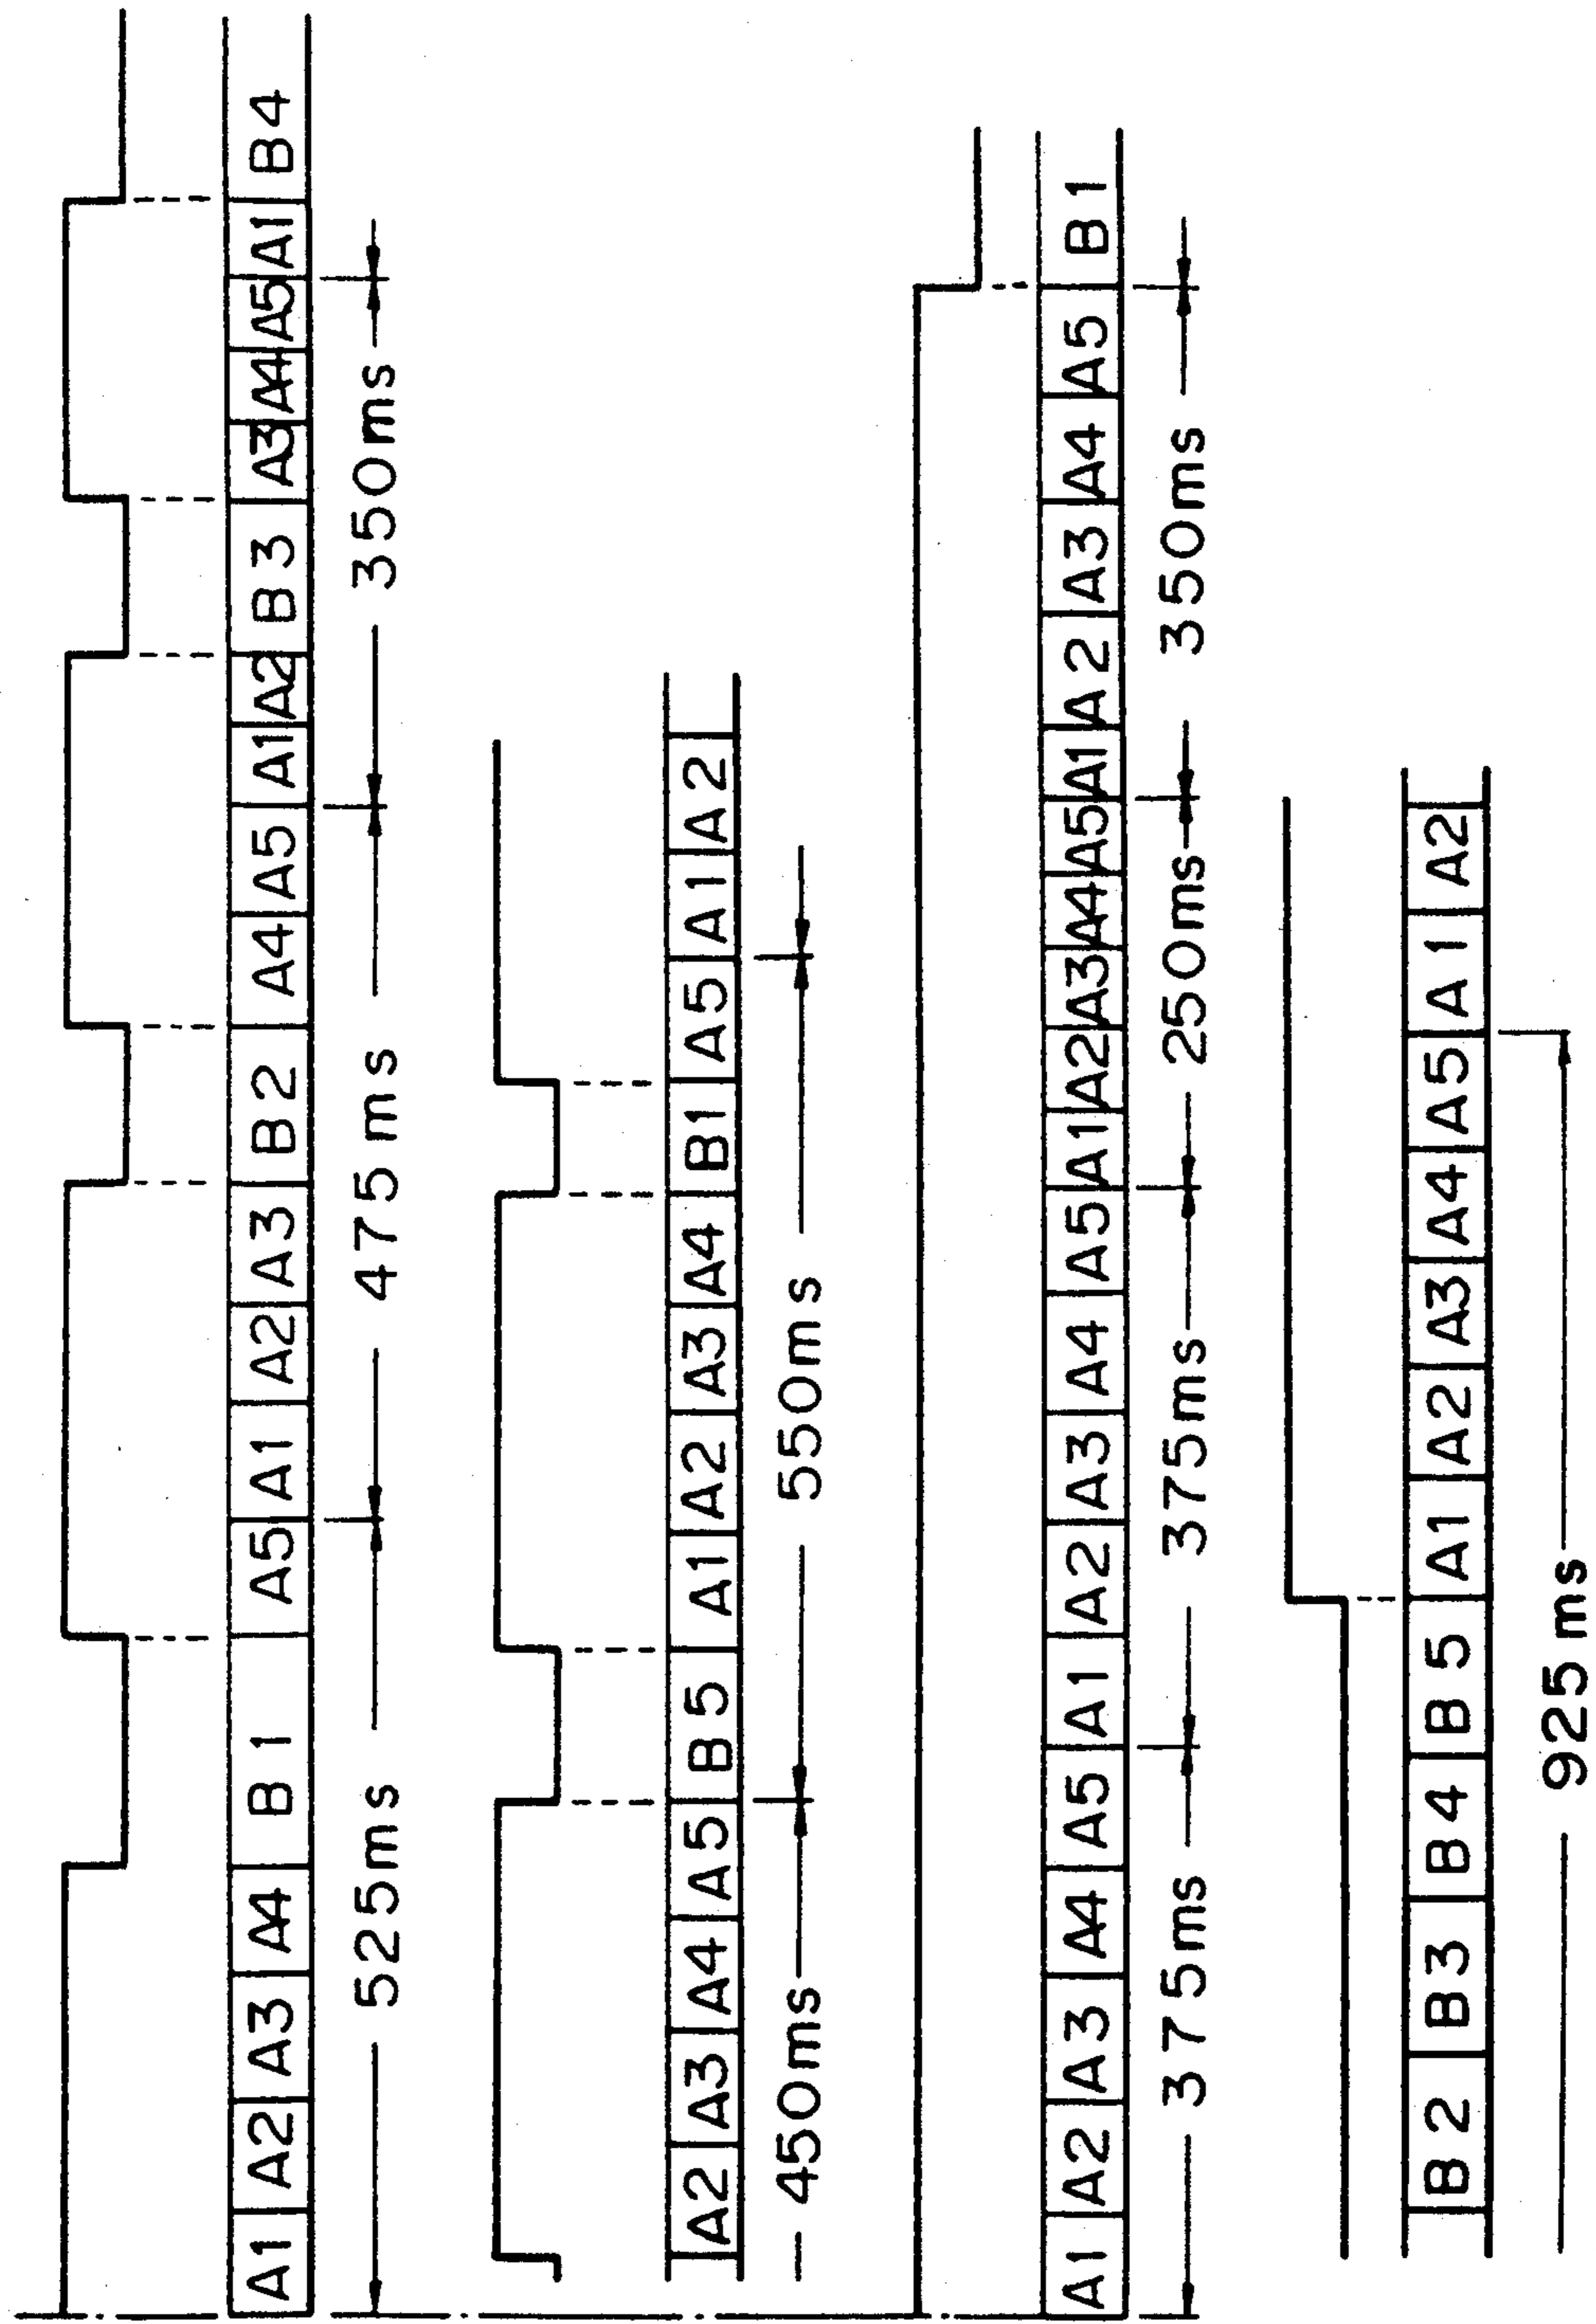 A1 A2 A3 A4 B1 A5 A1 A2 A3 B2 A4 A5 A1 A2 B3 A3 A4 A5 A1 B4
525ms 475ms 350ms
A2 A3 A4 A5 B5 A1 A2 A3 A4 B1 A5 A1 A2
450ms 550ms
A1 A2 A3 A4 A5 A1 A2 A3 A4 A5 A1 A2 A3 A4 A5 A1 A2 A3 A4 A5 B1
375ms 375ms 250ms 350ms
B2 B3 B4 B5 A1 A2 A3 A4 A5 A1 A2
925ms